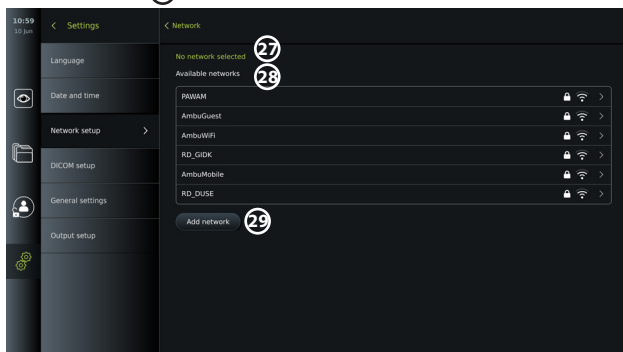 10:59
10 Jun
Settings
Language
Date and time
Network setup
DICOM setup
General settings
Output setup
Network
No network selected 27
Available networks 28
PAWAM
AmbuGuest
AmbuWiFi
RD_GIDK
AmbuMobile
RD_DUSE
Add network 29